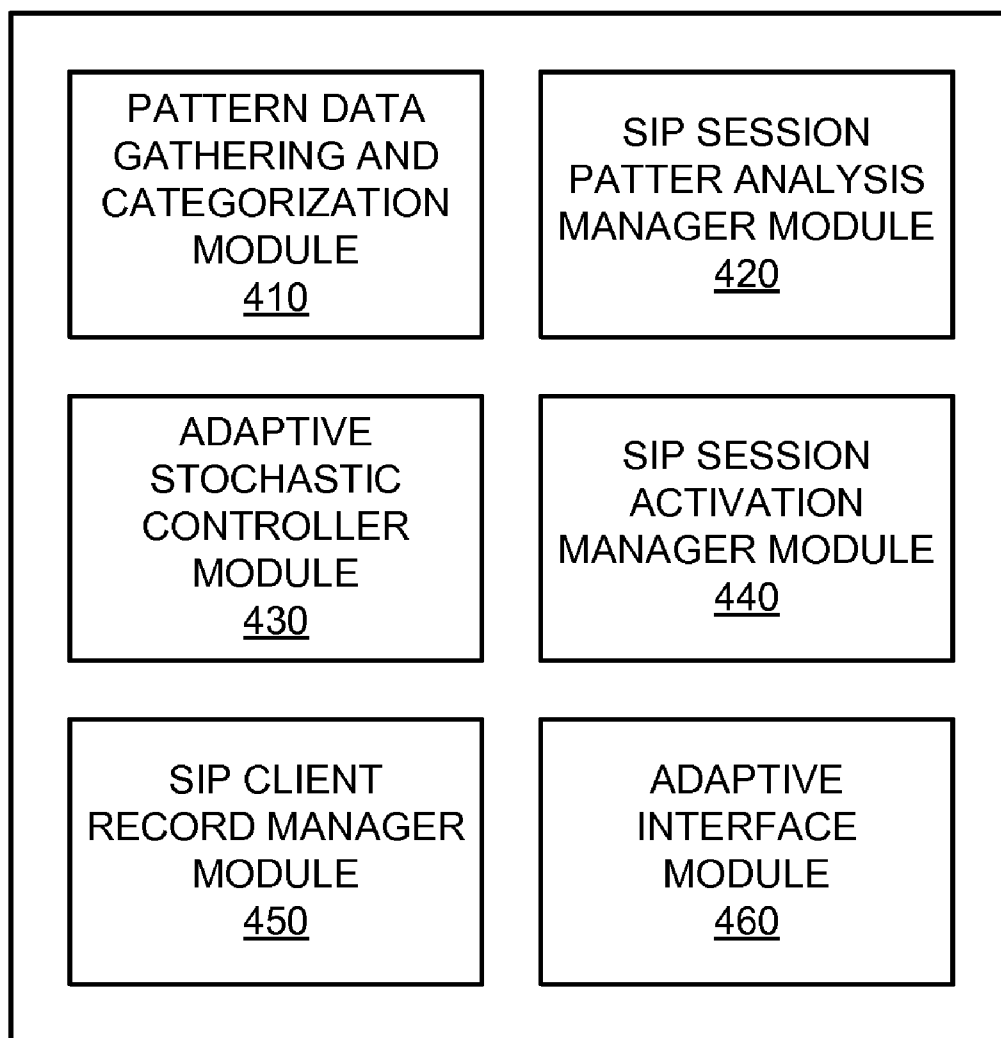 PATTERN DATA
GATHERING AND
CATEGORIZATION
MODULE
410
SIP SESSION
PATTER ANALYSIS
MANAGER MODULE
420
ADAPTIVE
STOCHASTIC
CONTROLLER
MODULE
430
SIP SESSION
ACTIVATION
MANAGER MODULE
440
SIP CLIENT
RECORD MANAGER
MODULE
450
ADAPTIVE
INTERFACE
MODULE
460